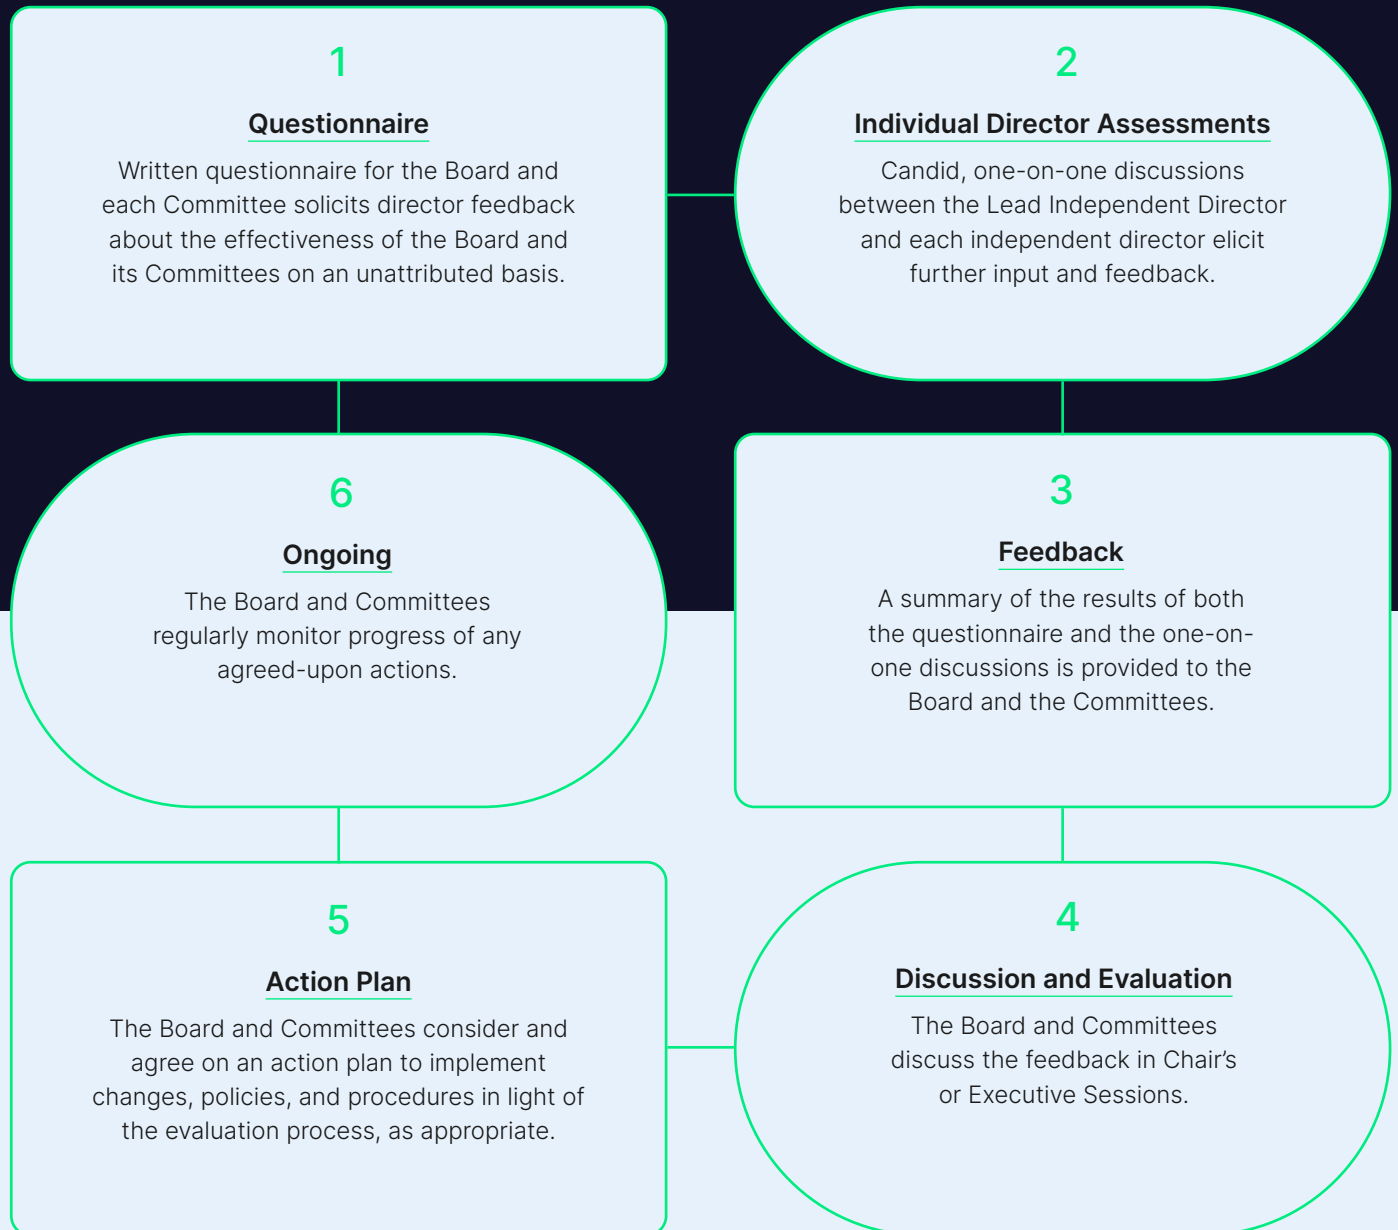 1
Questionnaire
Written questionnaire for the Board and
each Committee solicits director feedback
about the effectiveness of the Board and
its Committees on an unattributed basis.
2
Individual Director Assessments
Candid, one-on-one discussions
between the Lead Independent Director
and each independent director elicit
further input and feedback.
3
Feedback
A summary of the results of both
the questionnaire and the one-on-
one discussions is provided to the
Board and the Committees.
4
Discussion and Evaluation
The Board and Committees
discuss the feedback in Chair’s
or Executive Sessions.
5
Action Plan
The Board and Committees consider and
agree on an action plan to implement
changes, policies, and procedures in light of
the evaluation process, as appropriate.
6
Ongoing
The Board and Committees
regularly monitor progress of any
agreed-upon actions.